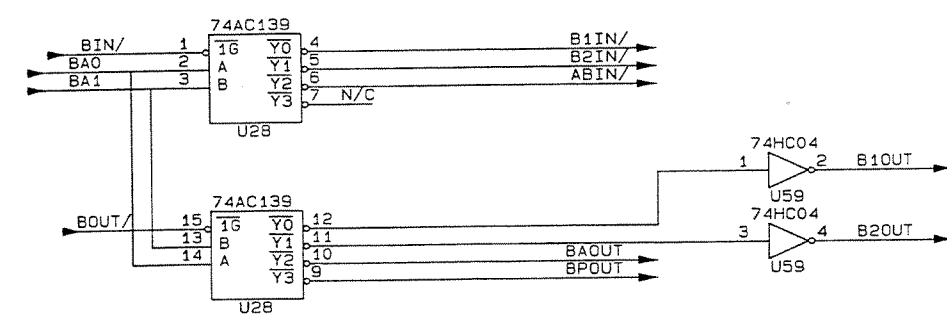 74AC139
BIN/ 1 1G Y0 4 B1IN/
BA0 2 A Y1 5 B2IN/
BA1 3 B Y2 6 ABIN/
Y3 7 N/C
U28
74HC04
1 2 B1OUT
U59
74AC139
BOUT/ 15 1G Y0 12
13 B Y1 11
14 A Y2 10 BAOUT
Y3 9 BPOUT
U28
74HC04
3 4 B2OUT
U59